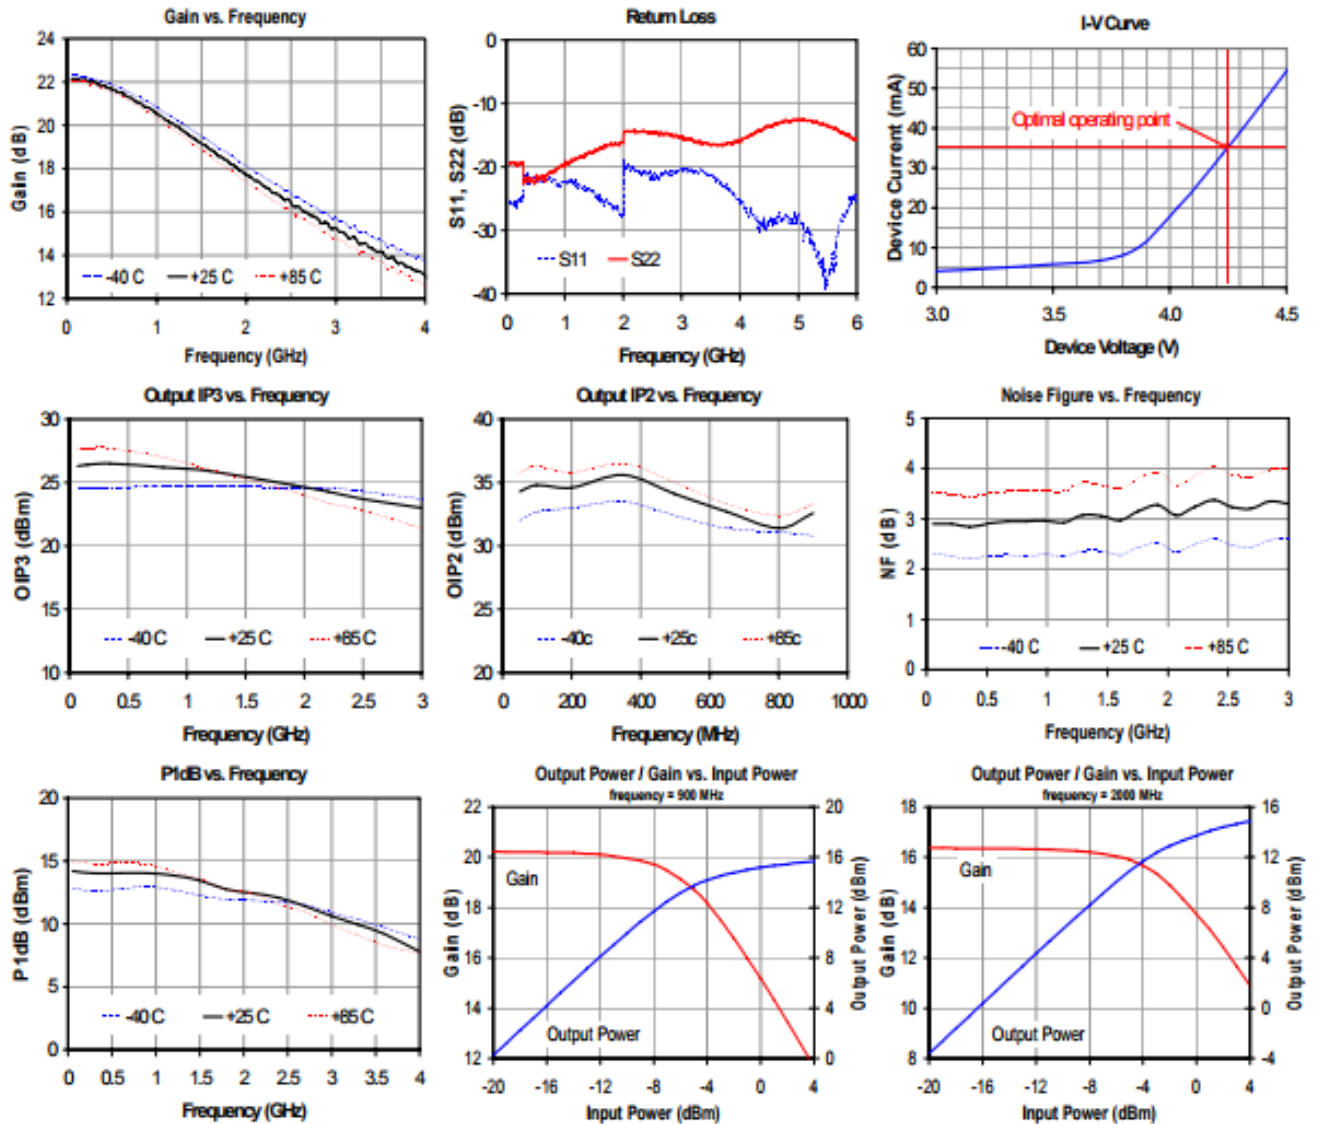 Gain vs. Frequency
24
22
20
18
16
14
12
Gain (dB)
-40 C +25 C +85 C
0 1 2 3 4
Frequency (GHz)
Return Loss
0
-10
-20
-30
-40
S11, S22 (dB)
S11 S22
0 1 2 3 4 5 6
Frequency (GHz)
I-V Curve
60
50
40
30
20
10
0
Device Current (mA)
Optimal operating point
3.0 3.5 4.0 4.5
Device Voltage (V)
Output IP3 vs. Frequency
30
25
20
15
10
OIP3 (dBm)
-40 C +25 C +85 C
0 0.5 1 1.5 2 2.5 3
Frequency (GHz)
Output IP2 vs. Frequency
40
35
30
25
20
OIP2 (dBm)
-40c +25c +85c
0 200 400 600 800 1000
Frequency (MHz)
Noise Figure vs. Frequency
5
4
3
2
1
0
NF (dB)
-40 C +25 C +85 C
0 0.5 1 1.5 2 2.5 3
Frequency (GHz)
P1dB vs. Frequency
20
15
10
5
0
P1dB (dBm)
-40 C +25 C +85 C
0 0.5 1 1.5 2 2.5 3 3.5 4
Frequency (GHz)
Output Power / Gain vs. Input Power
frequency = 900 MHz
22
20
18
16
14
12
Gain (dB)
Gain
Output Power
20
16
12
8
4
0
Output Power (dBm)
-20 -16 -12 -8 -4 0 4
Input Power (dBm)
Output Power / Gain vs. Input Power
frequency = 2000 MHz
18
16
14
12
10
8
Gain (dB)
Gain
Output Power
16
12
8
4
0
-4
Output Power (dBm)
-20 -16 -12 -8 -4 0 4
Input Power (dBm)